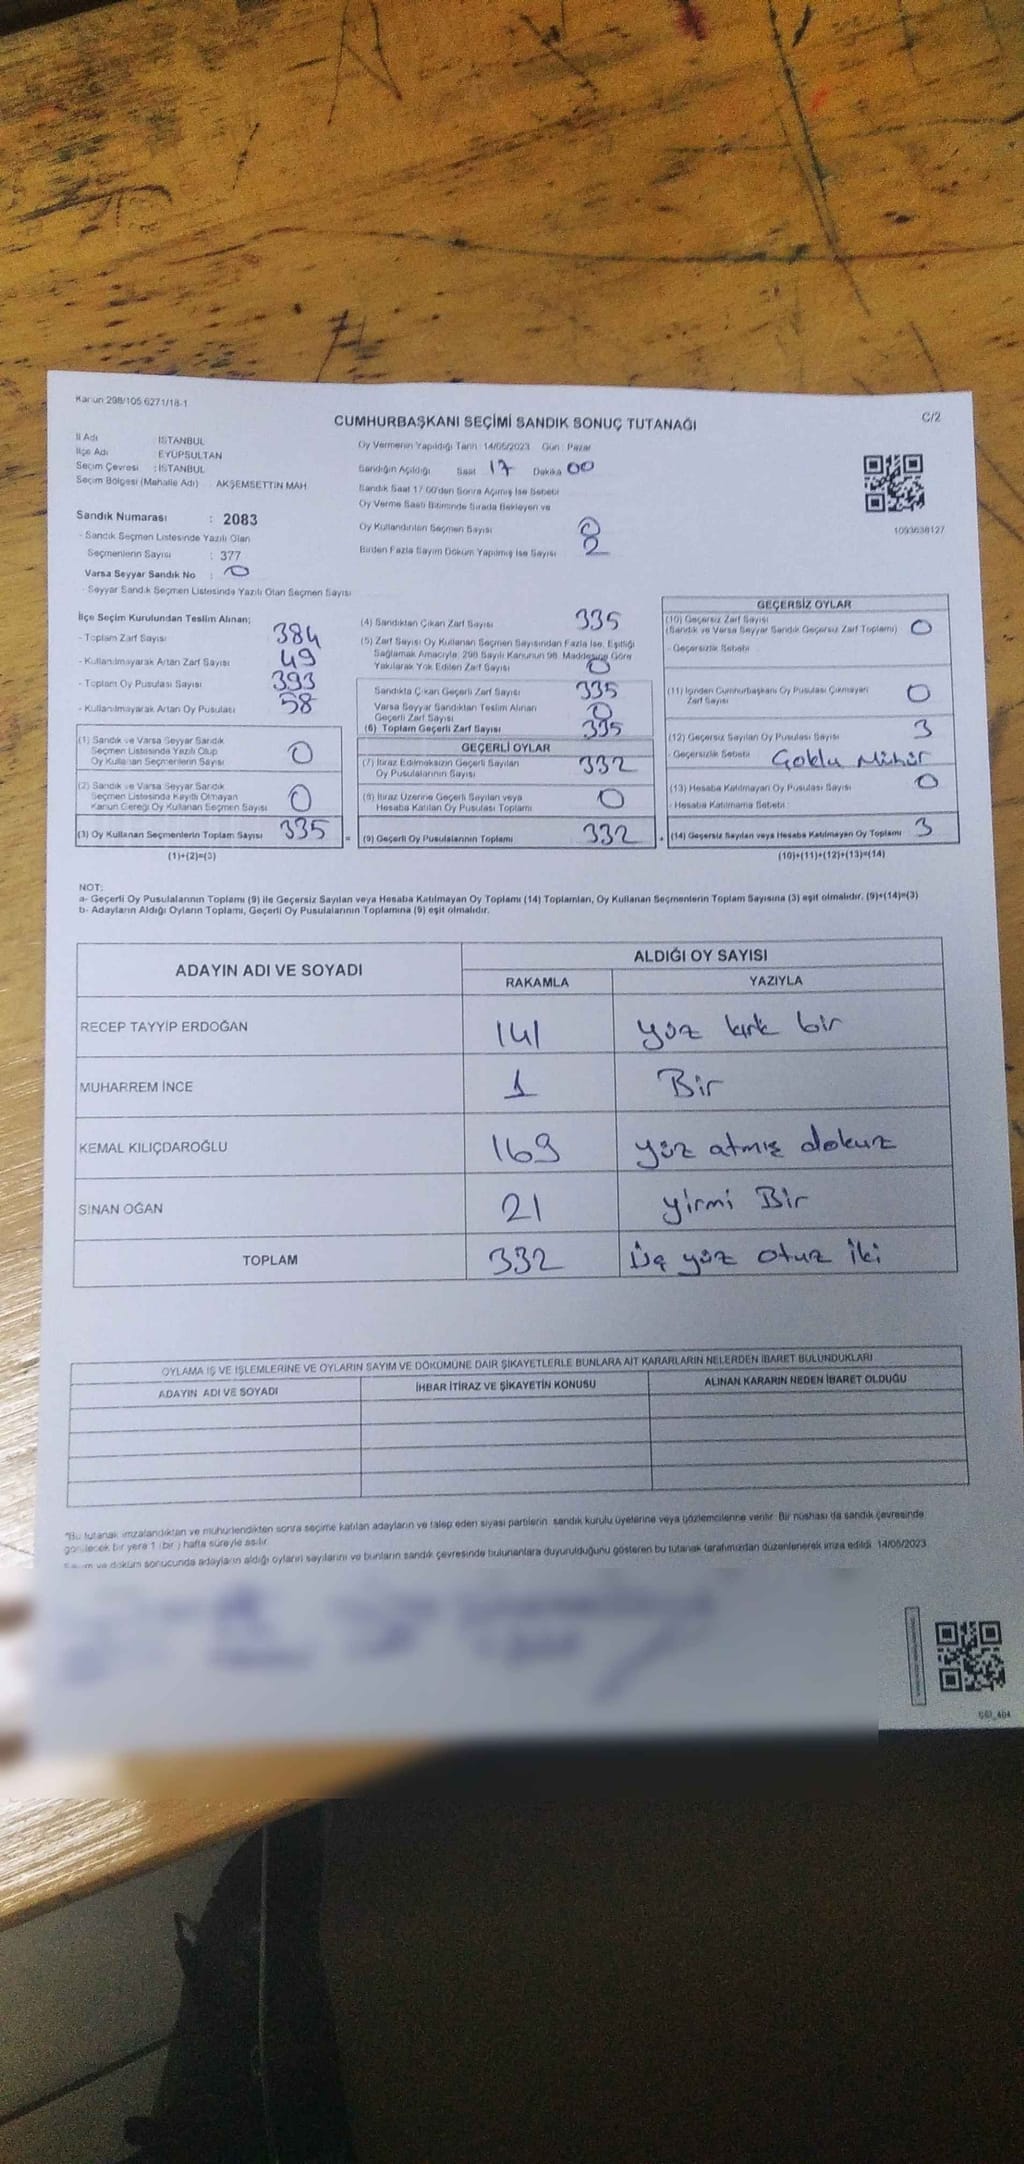 Kanun 298/105 6271/18-1
C/2
CUMHURBAŞKANI SEÇİMİ SANDIK SONUÇ TUTANAĞI
İl Adı : İSTANBUL
İlçe Adı : EYÜPSULTAN
Seçim Çevresi : İSTANBUL
Seçim Bölgesi (Mahalle Adı) : AKŞEMSETTİN MAH.
Sandık Numarası : 2083
- Sandık Seçmen Listesinde Yazılı Olan
Seçmenlerin Sayısı : 377
Varsa Seyyar Sandık No : 0
- Seyyar Sandık Seçmen Listesinde Yazılı Olan Seçmen Sayısı
Oy Vermenin Yapıldığı Tarih : 14/05/2023 Gün : Pazar
Sandığın Açıldığı Saat 17 Dakika 00
Sandık Saat 17:00'den Sonra Açılmış İse Sebebi
Oy Verme Saati Bitiminde Sırada Bekleyen ve
Oy Kullandırılan Seçmen Sayısı 0
Birden Fazla Sayım Döküm Yapılmış İse Sayısı 2
1093638127
İlçe Seçim Kurulundan Teslim Alınan;
- Toplam Zarf Sayısı 384
- Kullanılmayarak Artan Zarf Sayısı 49
- Toplam Oy Pusulası Sayısı 393
- Kullanılmayarak Artan Oy Pusulası 58
(1) Sandık ve Varsa Seyyar Sandık
Seçmen Listesinde Yazılı Olup
Oy Kullanan Seçmenlerin Sayısı 0
(2) Sandık ve Varsa Seyyar Sandık
Seçmen Listesinde Kayıtlı Olmayan
Kanun Gereği Oy Kullanan Seçmen Sayısı 0
(3) Oy Kullanan Seçmenlerin Toplam Sayısı 335 =
(1)+(2)=(3)
(4) Sandıktan Çıkan Zarf Sayısı 335
(5) Zarf Sayısı Oy Kullanan Seçmen Sayısından Fazla İse, Eşitliği
Sağlamak Amacıyla, 298 Sayılı Kanunun 98. Maddesine Göre
Yakılarak Yok Edilen Zarf Sayısı 0
Sandıkta Çıkan Geçerli Zarf Sayısı 335
Varsa Seyyar Sandıktan Teslim Alınan
Geçerli Zarf Sayısı 0
(6) Toplam Geçerli Zarf Sayısı 335
GEÇERLİ OYLAR
(7) İtiraz Edilmeksizin Geçerli Sayılan
Oy Pusulalarının Sayısı 332
(8) İtiraz Üzerine Geçerli Sayılan veya
Hesaba Katılan Oy Pusulası Toplamı 0
(9) Geçerli Oy Pusulalarının Toplamı 332 +
GEÇERSİZ OYLAR
(10) Geçersiz Zarf Sayısı
(Sandık ve Varsa Seyyar Sandık Geçersiz Zarf Toplamı) 0
- Geçersizlik Sebebi
(11) İçinden Cumhurbaşkanı Oy Pusulası Çıkmayan
Zarf Sayısı 0
(12) Geçersiz Sayılan Oy Pusulası Sayısı 3
- Geçersizlik Sebebi Çoklu Mühür
(13) Hesaba Katılmayan Oy Pusulası Sayısı 0
- Hesaba Katılmama Sebebi :
(14) Geçersiz Sayılan veya Hesaba Katılmayan Oy Toplamı 3
(10)+(11)+(12)+(13)=(14)
NOT:
a- Geçerli Oy Pusulalarının Toplamı (9) ile Geçersiz Sayılan veya Hesaba Katılmayan Oy Toplamı (14) Toplamları, Oy Kullanan Seçmenlerin Toplam Sayısına (3) eşit olmalıdır. (9)+(14)=(3)
b- Adayların Aldığı Oyların Toplamı, Geçerli Oy Pusulalarının Toplamına (9) eşit olmalıdır.
ADAYIN ADI VE SOYADI
ALDIĞI OY SAYISI
RAKAMLA YAZIYLA
RECEP TAYYİP ERDOĞAN 141 yüz kırk bir
MUHARREM İNCE 1 Bir
KEMAL KILIÇDAROĞLU 169 yüz atmış dokuz
SİNAN OĞAN 21 yirmi Bir
TOPLAM 332 Üç yüz otuz iki
OYLAMA İŞ VE İŞLEMLERİNE VE OYLARIN SAYIM VE DÖKÜMÜNE DAİR ŞİKAYETLERLE BUNLARA AİT KARARLARIN NELERDEN İBARET BULUNDUKLARI
ADAYIN ADI VE SOYADI İHBAR İTİRAZ VE ŞİKAYETİN KONUSU ALINAN KARARIN NEDEN İBARET OLDUĞU
*Bu tutanak imzalandıktan ve mühürlendikten sonra seçime katılan adayların ve talep eden siyasi partilerin sandık kurulu üyelerine veya gözlemcilerine verilir. Bir nüshası da sandık çevresinde
görülecek bir yere 1 (bir) hafta süreyle asılır.
Sayım ve döküm sonucunda adayların aldığı oyların sayılarını ve bunların sandık çevresinde bulunanlara duyurulduğunu gösteren bu tutanak tarafımızdan düzenlenerek imza edildi. 14/05/2023